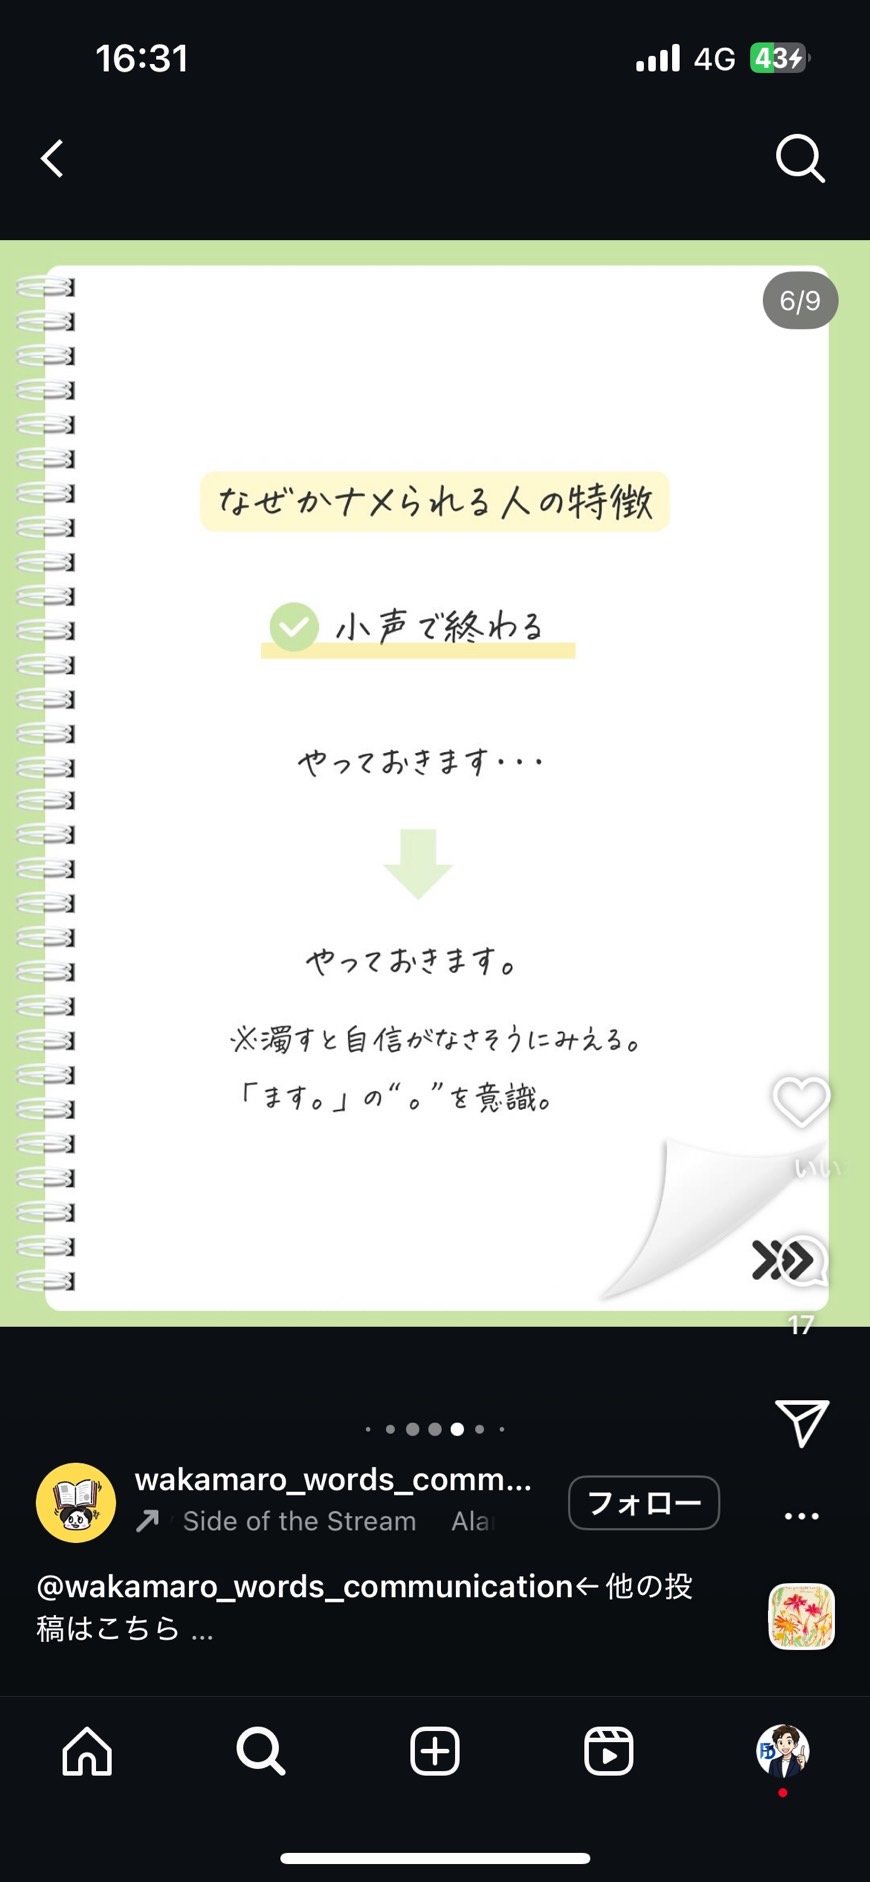 16:31
4G
43
6/9
なぜかナメられる人の特徴
小声で終わる
やっておきます・・・
やっておきます。
※濁すと自信がなさそうにみえる。
「ます。」の“。”を意識。
いい
17
wakamaro_words_comm...
フォロー
Side of the Stream Ala
@wakamaro_words_communication←他の投
稿はこちら ...